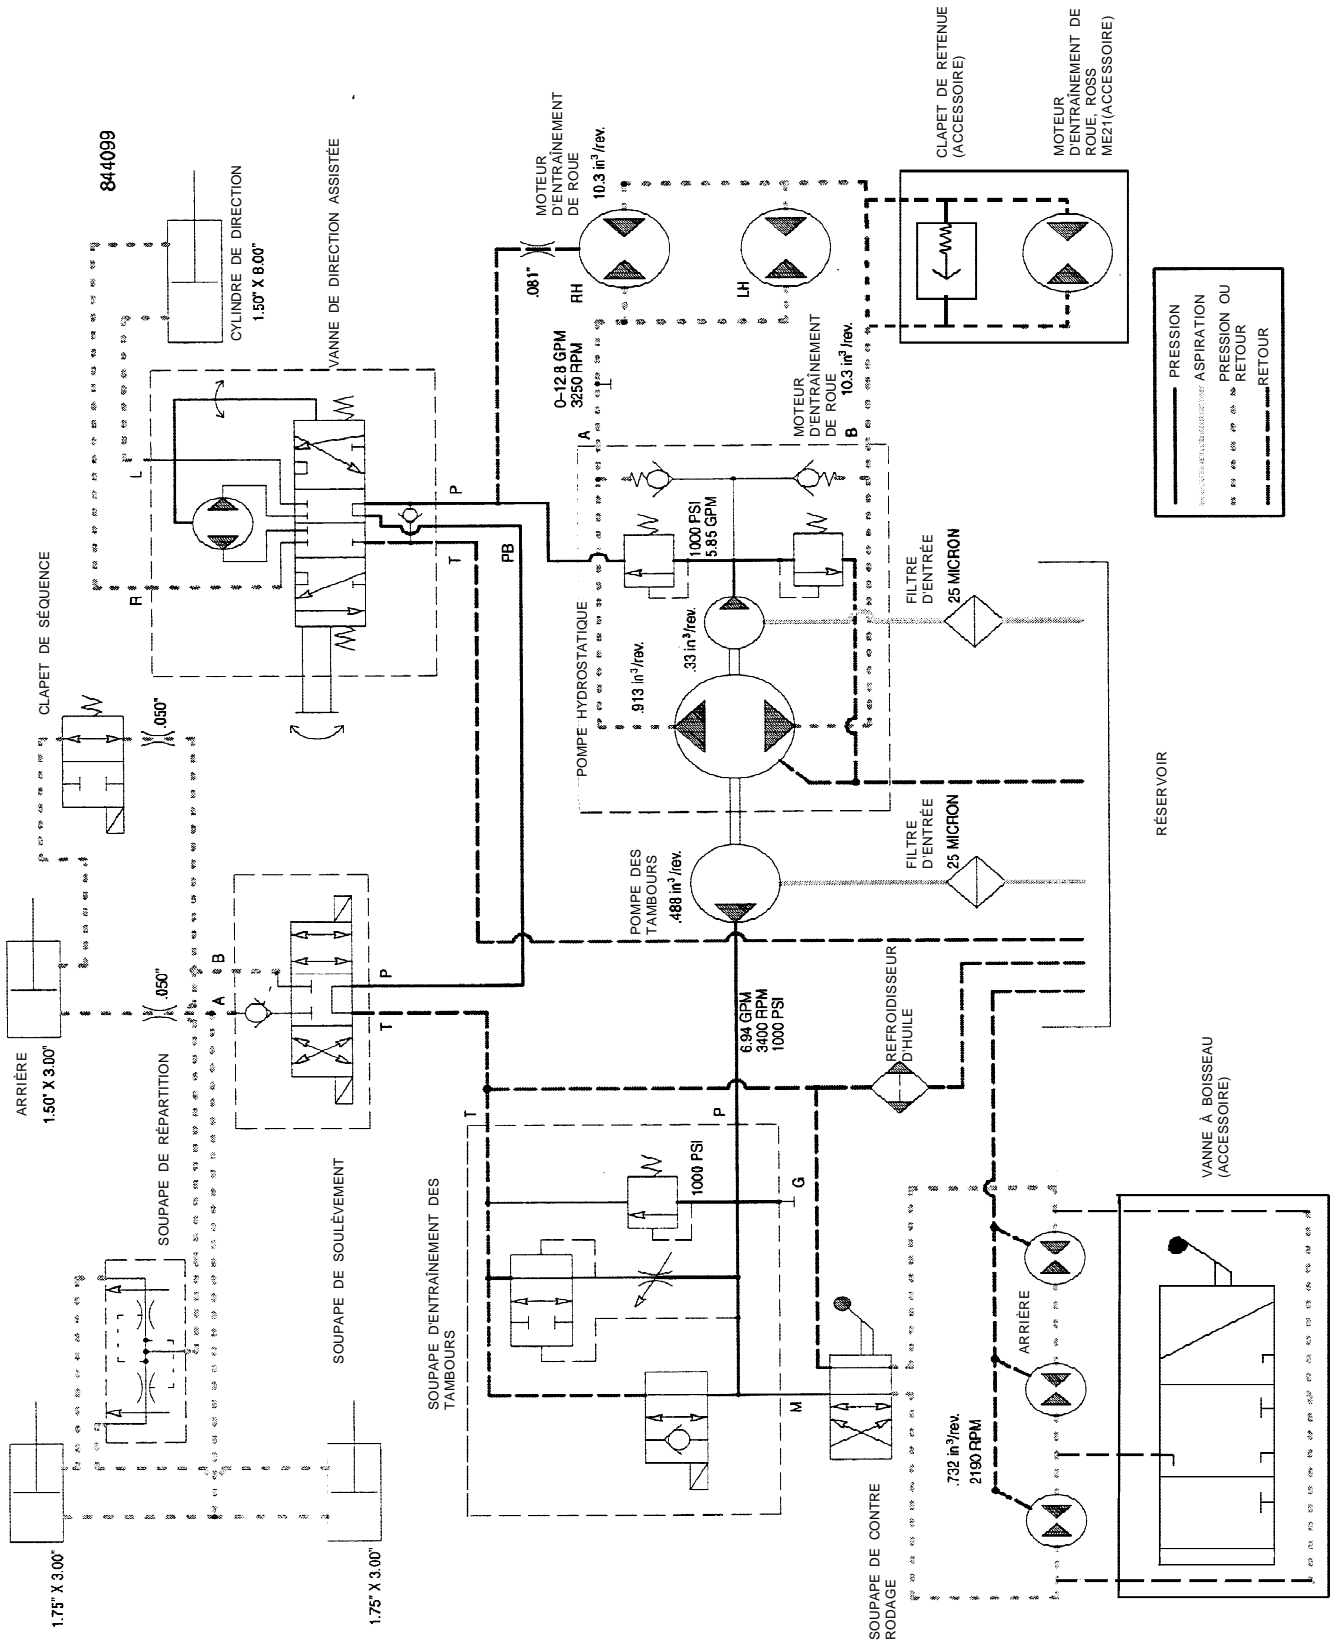 844099
CYLINDRE DE DIRECTION
1.50" X 8.00"
VANNE DE DIRECTION ASSISTÉE
L
R
P
T
PB
CLAPET DE SÉQUENCE
.050"
ARRIÈRE
1.50" X 3.00"
.050"
A
B
P
T
SOUPAPE DE RÉPARTITION
SOUPAPE DE SOULÈVEMENT
1.75" X 3.00"
1.75" X 3.00"
MOTEUR
D'ENTRAÎNEMENT
DE ROUE
10.3 in³/rev.
.081"
RH
LH
0-12.8 GPM
3250 RPM
MOTEUR
D'ENTRAÎNEMENT
DE ROUE
10.3 in³/rev.
A
B
CLAPET DE RETENUE
(ACCESSOIRE)
MOTEUR
D'ENTRAÎNEMENT DE
ROUE, ROSS
ME21(ACCESSOIRE)
PRESSION
ASPIRATION
PRESSION OU
RETOUR
RETOUR
POMPE HYDROSTATIQUE
.913 in³/rev.
.33 in³/rev.
1000 PSI
5.85 GPM
FILTRE
D'ENTRÉE
25 MICRON
FILTRE
D'ENTRÉE
25 MICRON
RÉSERVOIR
POMPE DES
TAMBOURS
.488 in³/rev.
6.94 GPM
3400 RPM
1000 PSI
REFROIDISSEUR
D'HUILE
T
P
SOUPAPE D'ENTRAÎNEMENT DES
TAMBOURS
1000 PSI
G
M
SOUPAPE DE CONTRE
RODAGE
.732 in³/rev.
2190 RPM
ARRIÈRE
VANNE À BOISSEAU
(ACCESSOIRE)